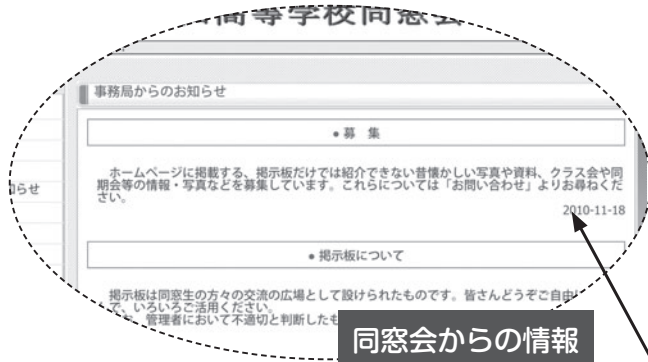 高等学校同窓会
事務局からのお知らせ
●募 集
らせ
ホームページに掲載する、掲示板だけでは紹介できない昔懐かしい写真や資料、クラス会や同
期会等の情報・写真などを募集しています。これらについては「お問い合わせ」よりお尋ねくだ
さい。
2010-11-18
●掲示板について
掲示板は同窓生の方々の交流の広場として設けられたものです。皆さんどうぞご自由に
で、いろいろご活用ください。
管理者において不適切と判断したも
同窓会からの情報